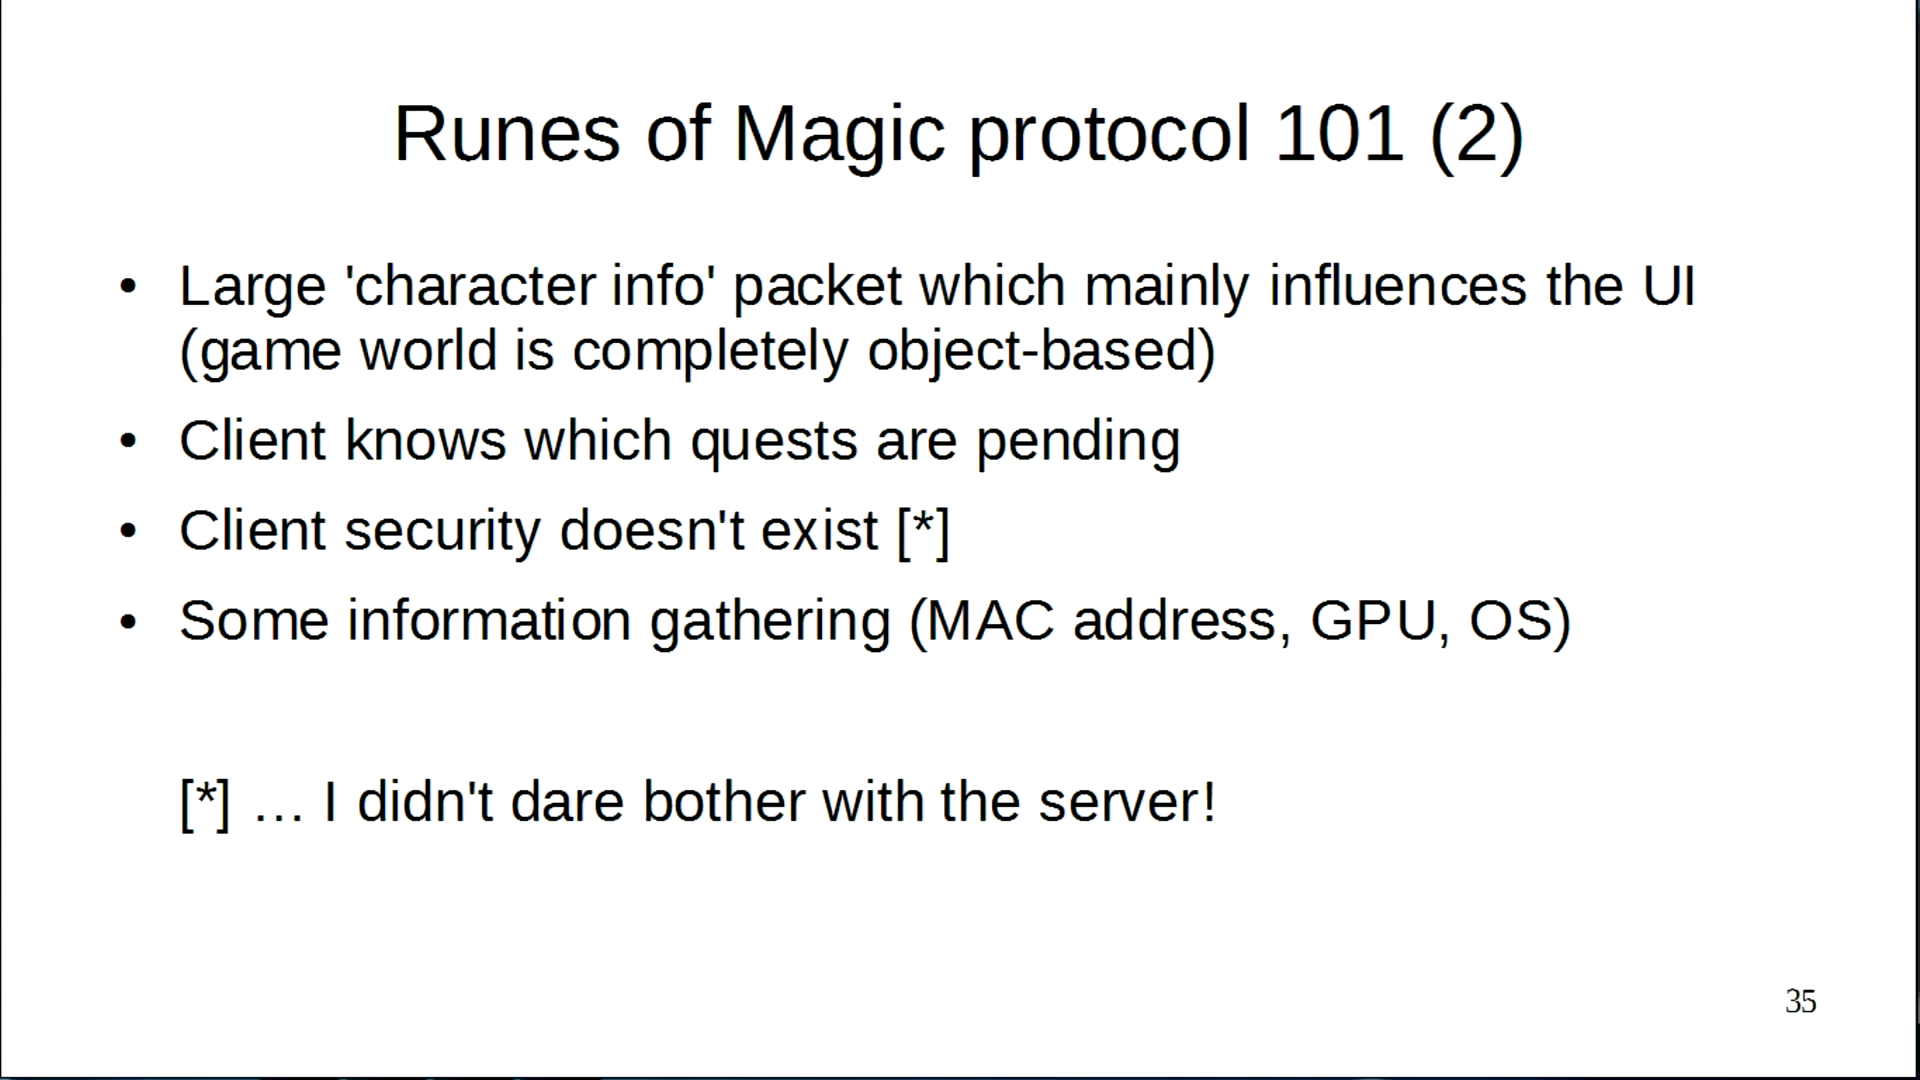 Runes of Magic protocol 101 (2)
• Large 'character info' packet which mainly influences the UI
(game world is completely object-based)
• Client knows which quests are pending
• Client security doesn't exist [*]
• Some information gathering (MAC address, GPU, OS)
[*] … I didn't dare bother with the server!
35